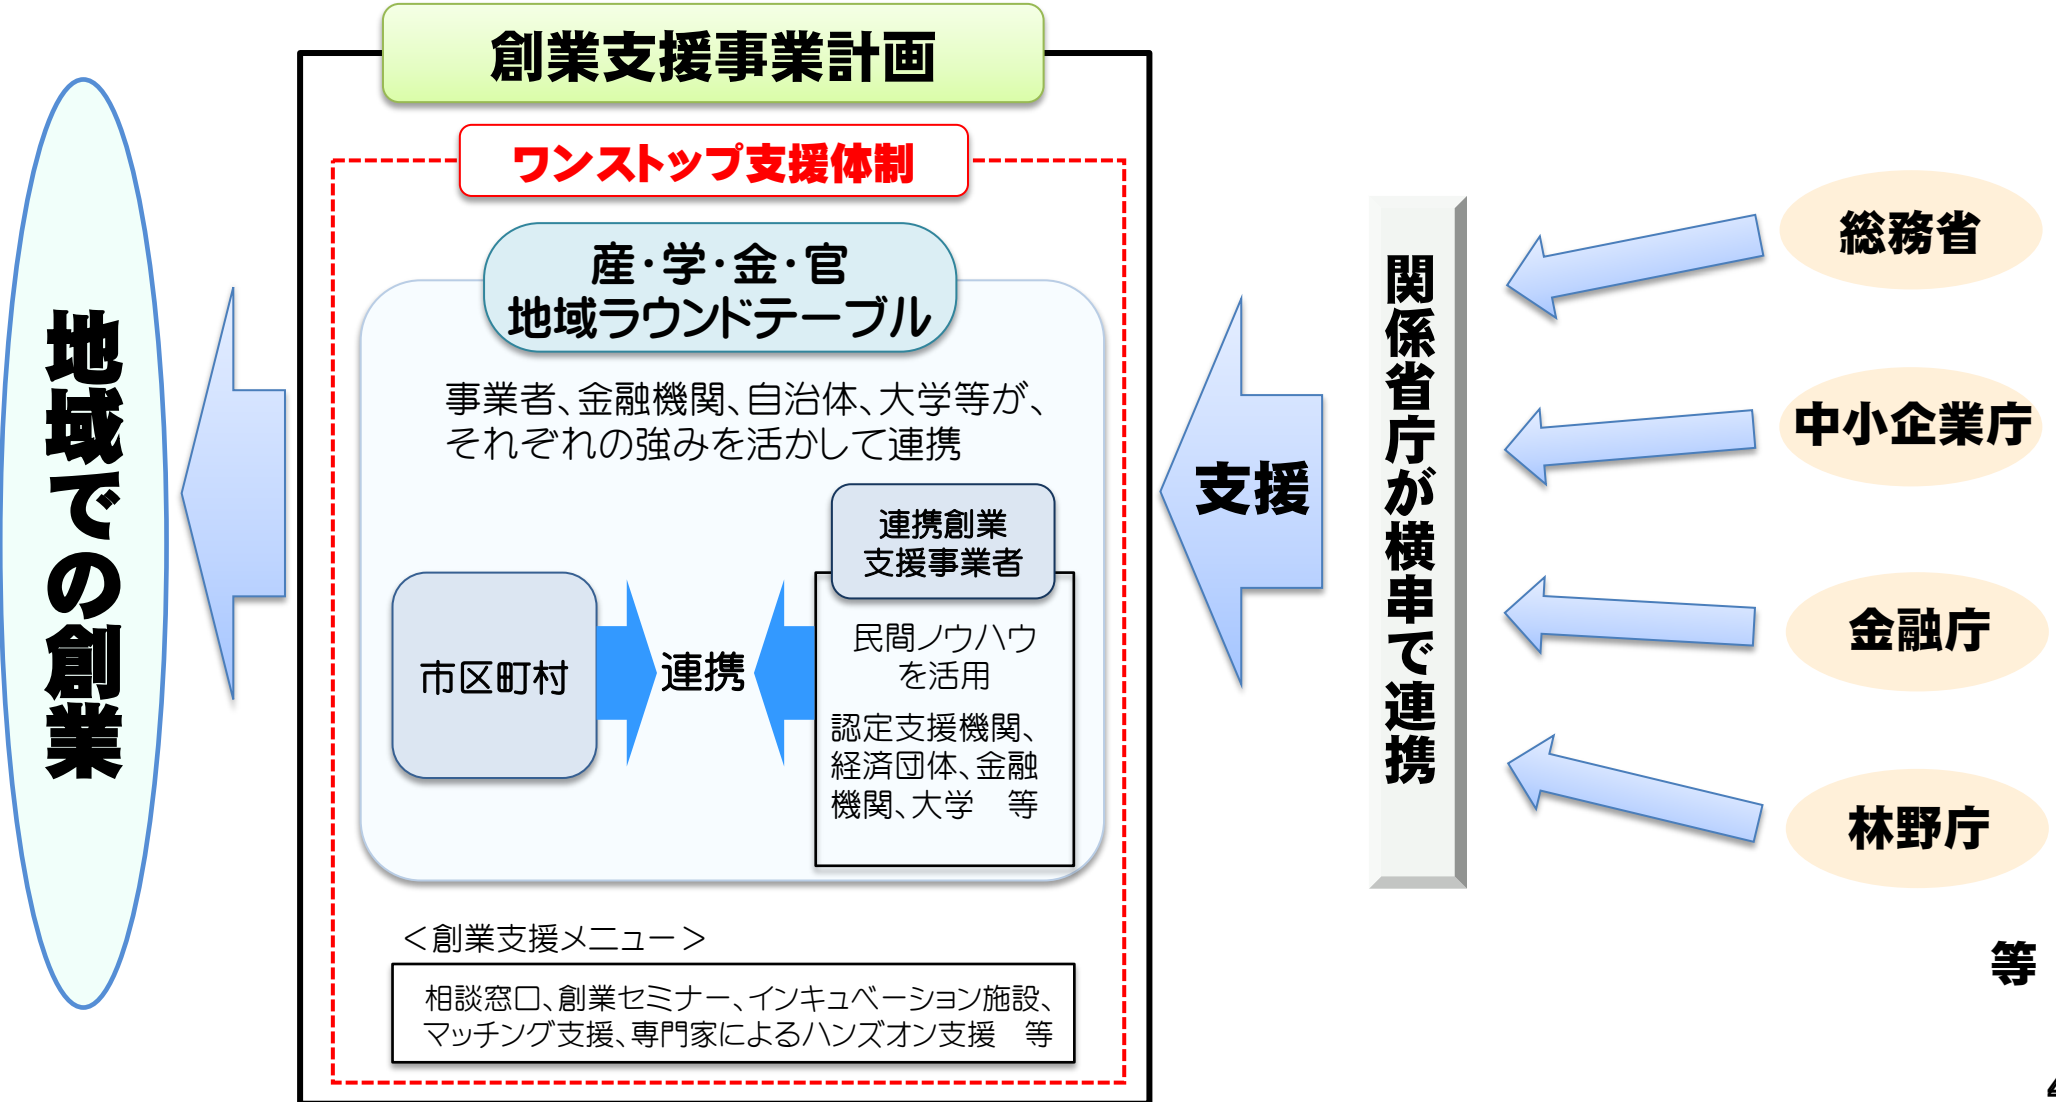 創業支援事業計画
ワンストップ支援体制
産・学・金・官
地域ラウンドテーブル
事業者、金融機関、自治体、大学等が、
それぞれの強みを活かして連携
市区町村
連携
連携創業
支援事業者
民間ノウハウ
を活用
認定支援機関、
経済団体、金融
機関、大学　等
＜創業支援メニュー＞
相談窓口、創業セミナー、インキュベーション施設、
マッチング支援、専門家によるハンズオン支援　等
地域での創業
支援
関係省庁が横串で連携
総務省
中小企業庁
金融庁
林野庁
等